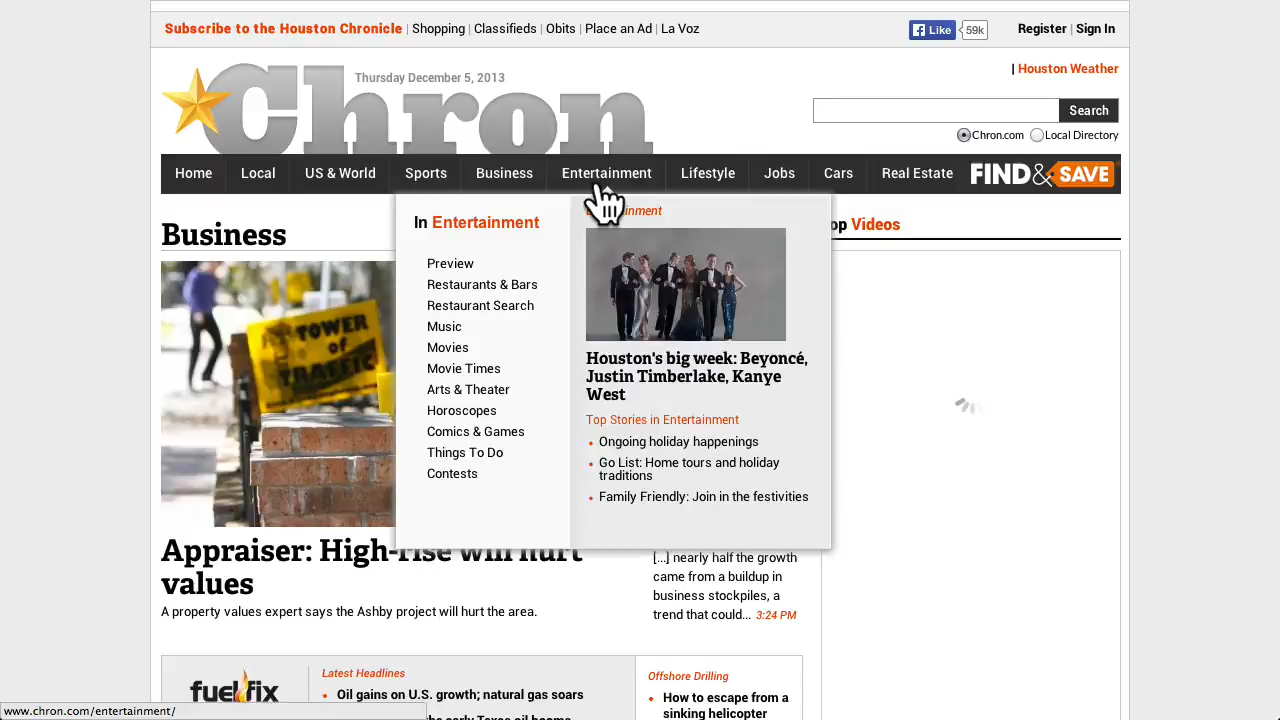 Subscribe to the Houston Chronicle | Shopping | Classifieds | Obits | Place an Ad | La Voz
Like 59k
Register | Sign In
Thursday December 5, 2013
| Houston Weather
Chron
Search
Chron.com Local Directory
Home Local US & World Sports Business Entertainment Lifestyle Jobs Cars Real Estate FIND & SAVE
Business
In Entertainment
Preview
Restaurants & Bars
Restaurant Search
Music
Movies
Movie Times
Arts & Theater
Horoscopes
Comics & Games
Things To Do
Contests
Houston's big week: Beyoncé,
Justin Timberlake, Kanye
West
Top Stories in Entertainment
• Ongoing holiday happenings
• Go List: Home tours and holiday
traditions
• Family Friendly: Join in the festivities
Videos
TOWER
of
TRAFFIC
Appraiser: High-rise will hurt
values
A property values expert says the Ashby project will hurt the area.
[...] nearly half the growth
came from a buildup in
business stockpiles, a
trend that could... 3:24 PM
fuelfix
Latest Headlines
• Oil gains on U.S. growth; natural gas soars
Offshore Drilling
• How to escape from a
sinking helicopter
www.chron.com/entertainment/